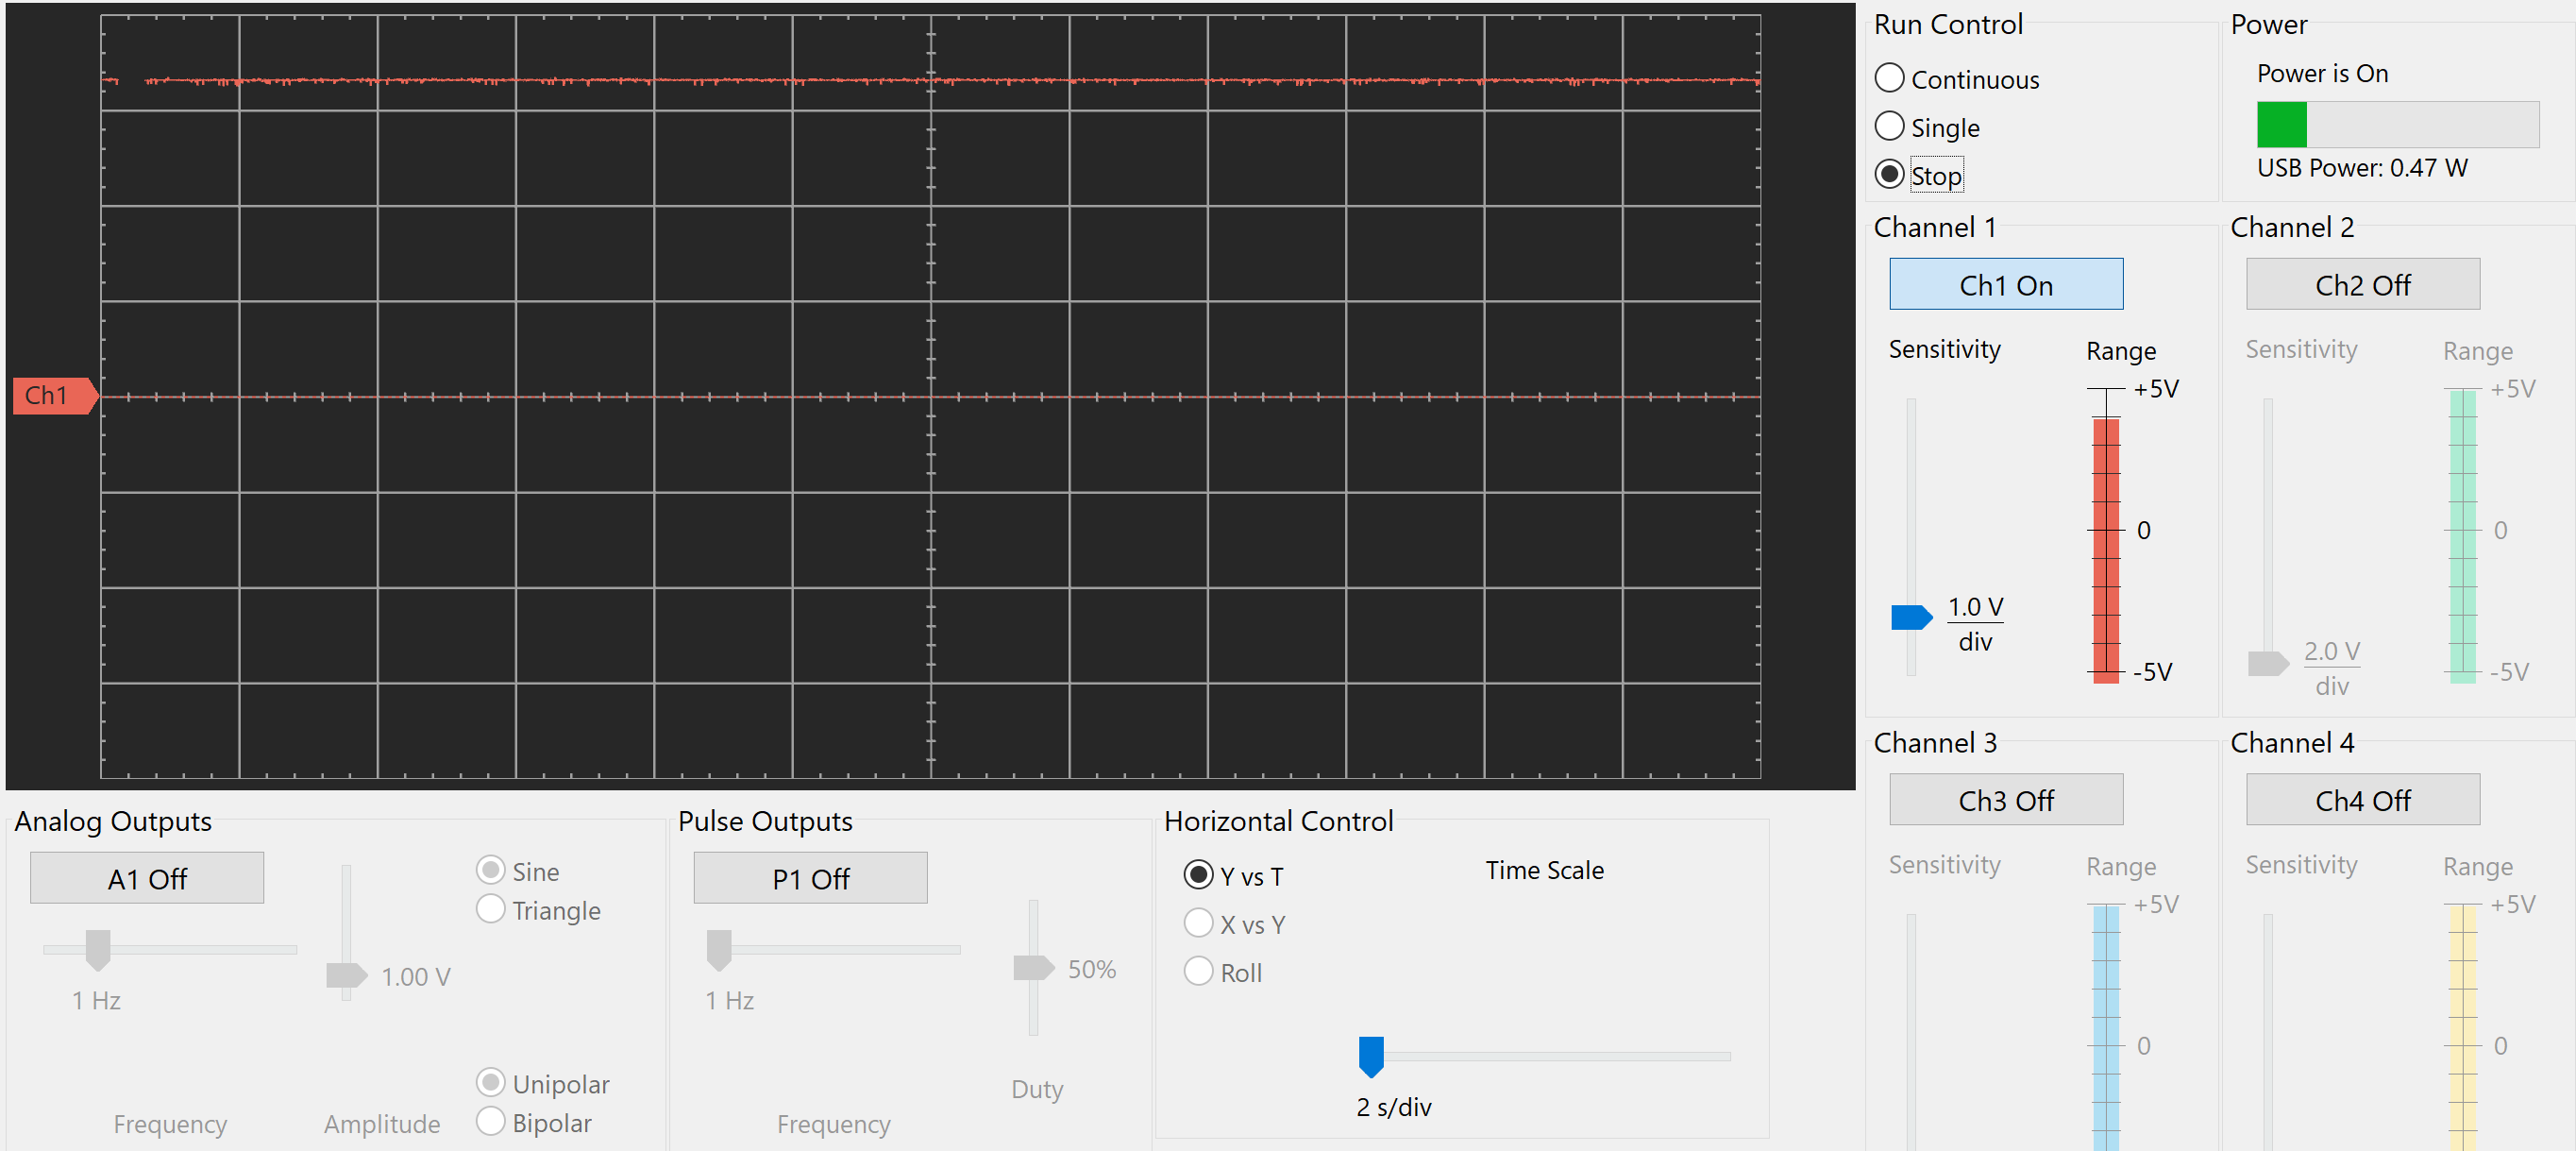 Ch1
Run Control
Continuous
Single
Stop
Power
Power is On
USB Power: 0.47 W
Channel 1
Ch1 On
Sensitivity
Range
+5V
0
-5V
1.0 V
div
Channel 2
Ch2 Off
Sensitivity
Range
+5V
0
-5V
2.0 V
div
Channel 3
Ch3 Off
Sensitivity
Range
+5V
0
Channel 4
Ch4 Off
Sensitivity
Range
+5V
0
Analog Outputs
A1 Off
1 Hz
Frequency
1.00 V
Amplitude
Sine
Triangle
Unipolar
Bipolar
Pulse Outputs
P1 Off
1 Hz
Frequency
50%
Duty
Horizontal Control
Y vs T
X vs Y
Roll
Time Scale
2 s/div